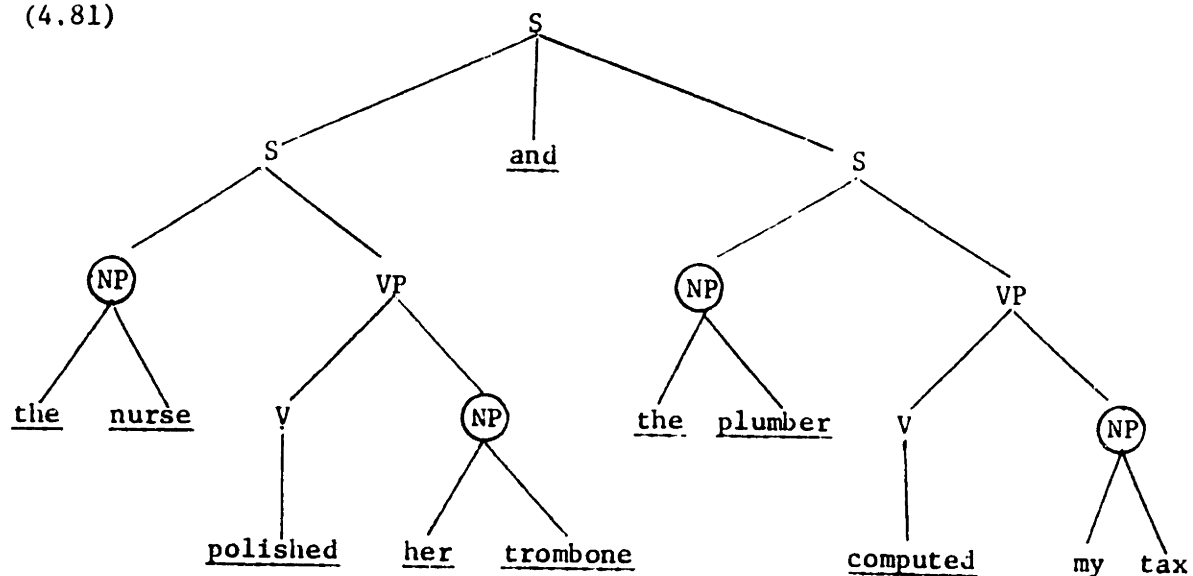 (4.81)
S
S and S
NP VP NP VP
the nurse V NP the plumber V NP
polished her trombone computed my tax